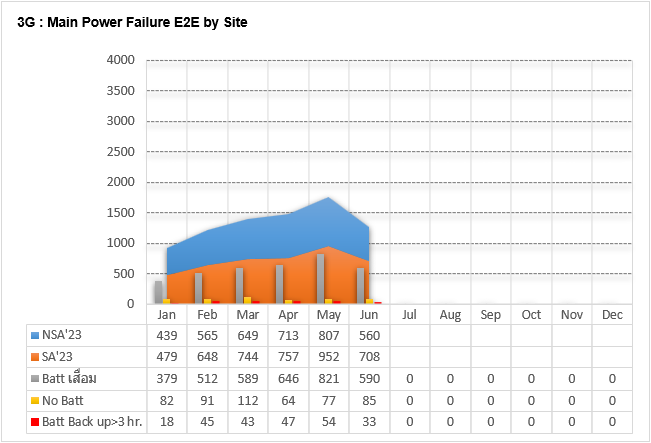 3G : Main Power Failure E2E by Site
4000
3500
3000
2500
2000
1500
1000
500
0
Jan Feb Mar Apr May Jun Jul Aug Sep Oct Nov Dec
NSA'23 439 565 649 713 807 560
SA'23 479 648 744 757 952 708
Batt เสื่อม 379 512 589 646 821 590 0 0 0 0 0 0
No Batt 82 91 112 64 77 85 0 0 0 0 0 0
Batt Back up>3 hr. 18 45 43 47 54 33 0 0 0 0 0 0